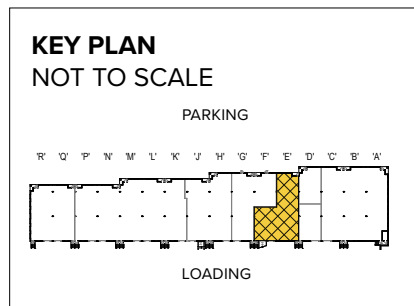 KEY PLAN
NOT TO SCALE
PARKING
'R' 'Q' 'P' 'N' 'M' 'L' 'K' 'J' 'H' 'G' 'F' 'E' 'D' 'C' 'B' 'A'
LOADING